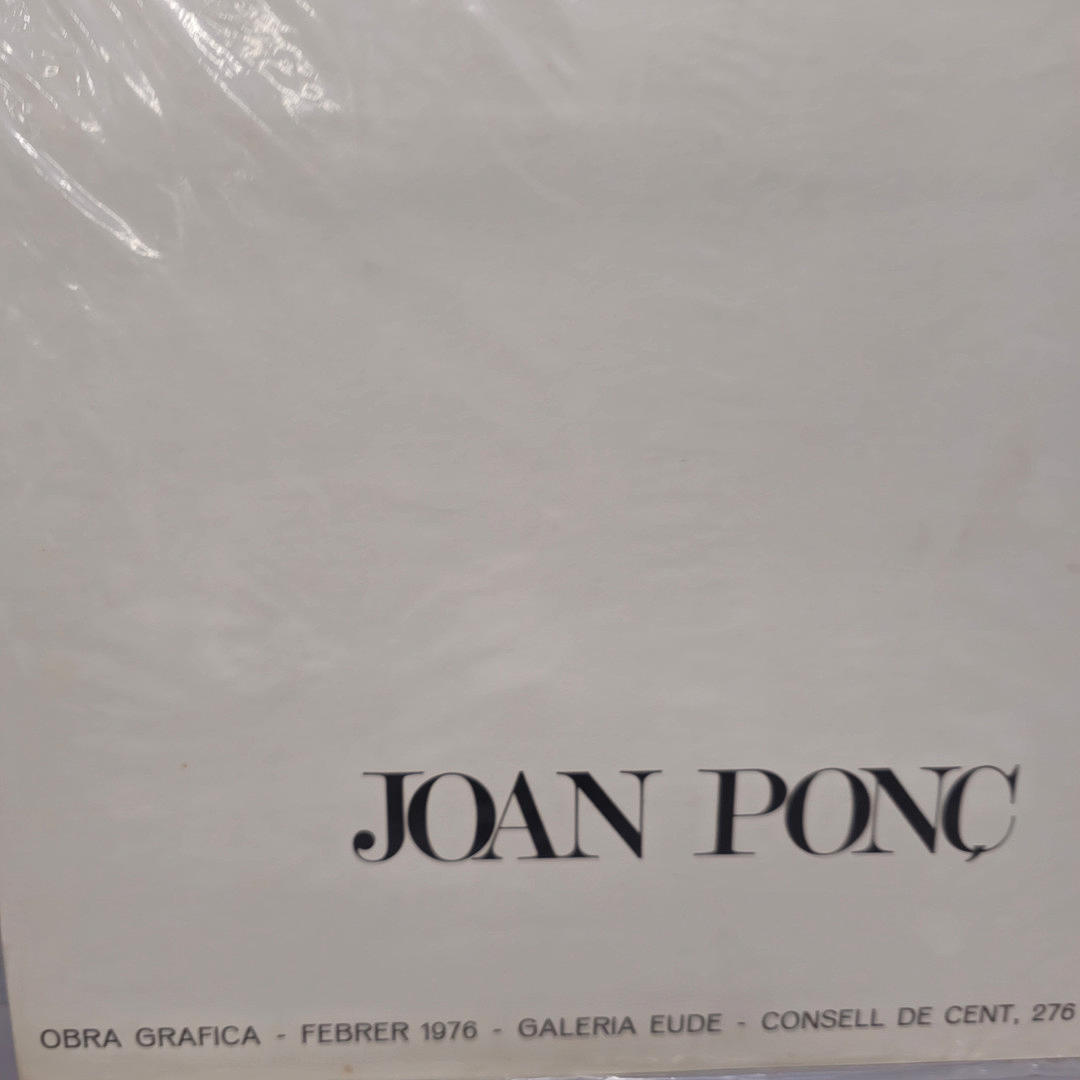 JOAN PONÇ
OBRA GRAFICA - FEBRER 1976 - GALERIA EUDE - CONSELL DE CENT, 276